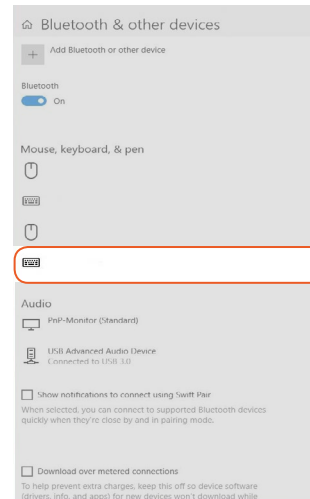 Bluetooth & other devices
Add Bluetooth or other device
Bluetooth
On
Mouse, keyboard, & pen
Audio
PnP-Monitor (Standard)
USB Advanced Audio Device
Connected to USB 3.0
Show notifications to connect using Swift Pair
When selected, you can connect to supported Bluetooth devices
quickly when they're close by and in pairing mode.
Download over metered connections
To help prevent extra charges, keep this off so device software
(drivers, info, and apps) for new devices won't download while